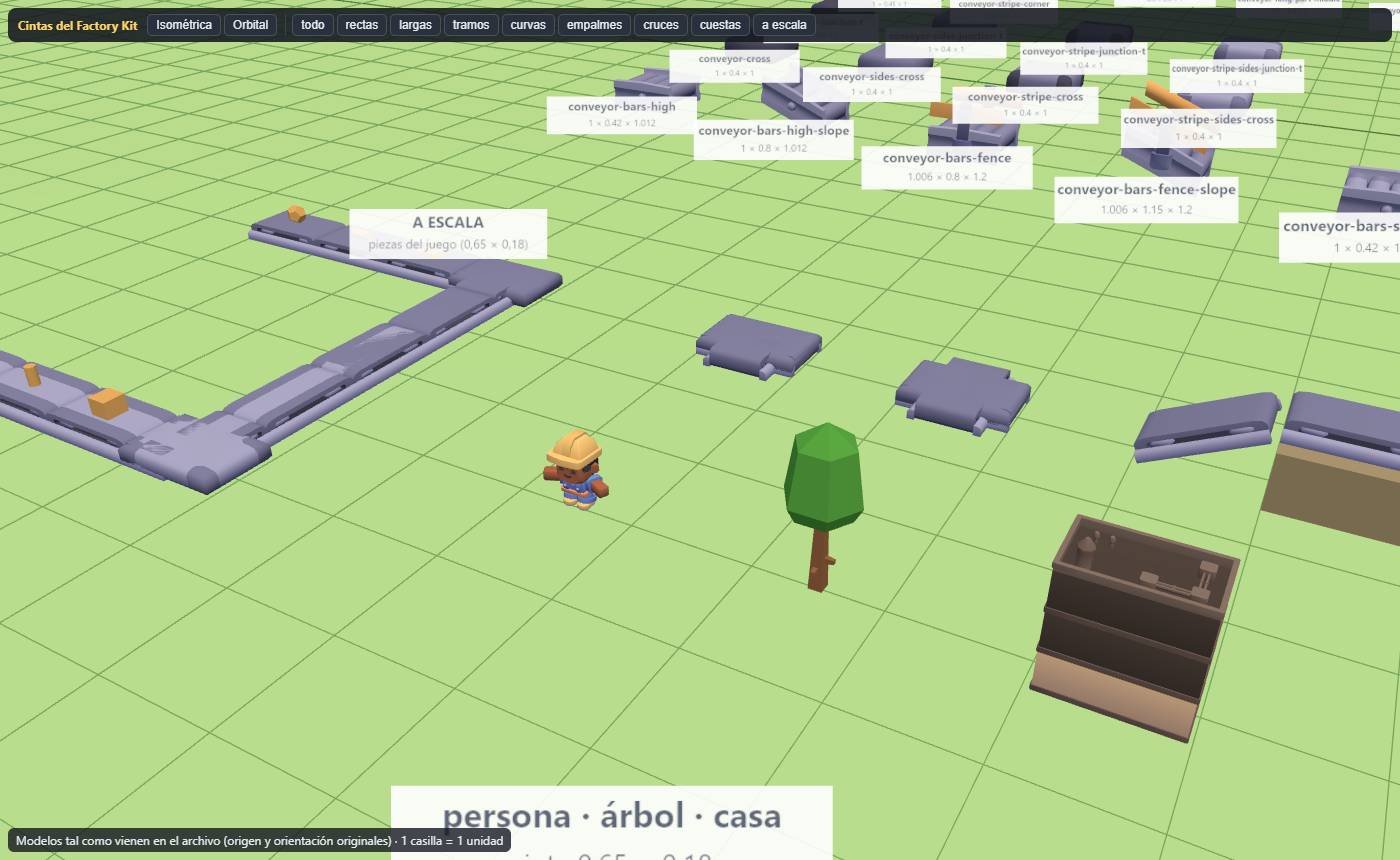 Cintas del Factory Kit
Isométrica
Orbital
todo
rectas
largas
tramos
curvas
empalmes
cruces
cuestas
a escala
conveyor-stripe-corner
1 × 0.4 × 1
conveyor-cross
1 × 0.4 × 1
conveyor-sides-cross
1 × 0.4 × 1
conveyor-stripe-junction-t
1 × 0.4 × 1
conveyor-stripe-sides-junction-t
1 × 0.4 × 1
conveyor-bars-high
1 × 0.42 × 1.012
conveyor-bars-high-slope
1 × 0.8 × 1.012
conveyor-stripe-cross
1 × 0.4 × 1
conveyor-stripe-sides-cross
1 × 0.4 × 1
conveyor-bars-fence
1.006 × 0.8 × 1.2
conveyor-bars-fence-slope
1.006 × 1.15 × 1.2
conveyor-bars-s
1 × 0.42 × 1
A ESCALA
piezas del juego (0,65 × 0,18)
persona · árbol · casa
Modelos tal como vienen en el archivo (origen y orientación originales) · 1 casilla = 1 unidad